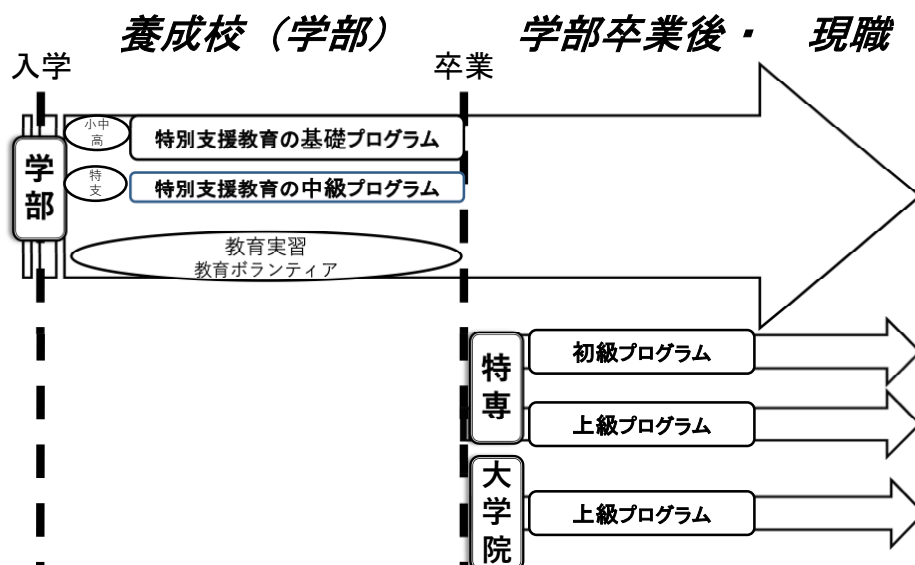 養成校（学部）
学部卒業後・　現職
入学
卒業
学部
小中
高
特別支援教育の基礎プログラム
特
支
特別支援教育の中級プログラム
教育実習
教育ボランティア
特専
初級プログラム
上級プログラム
大学院
上級プログラム